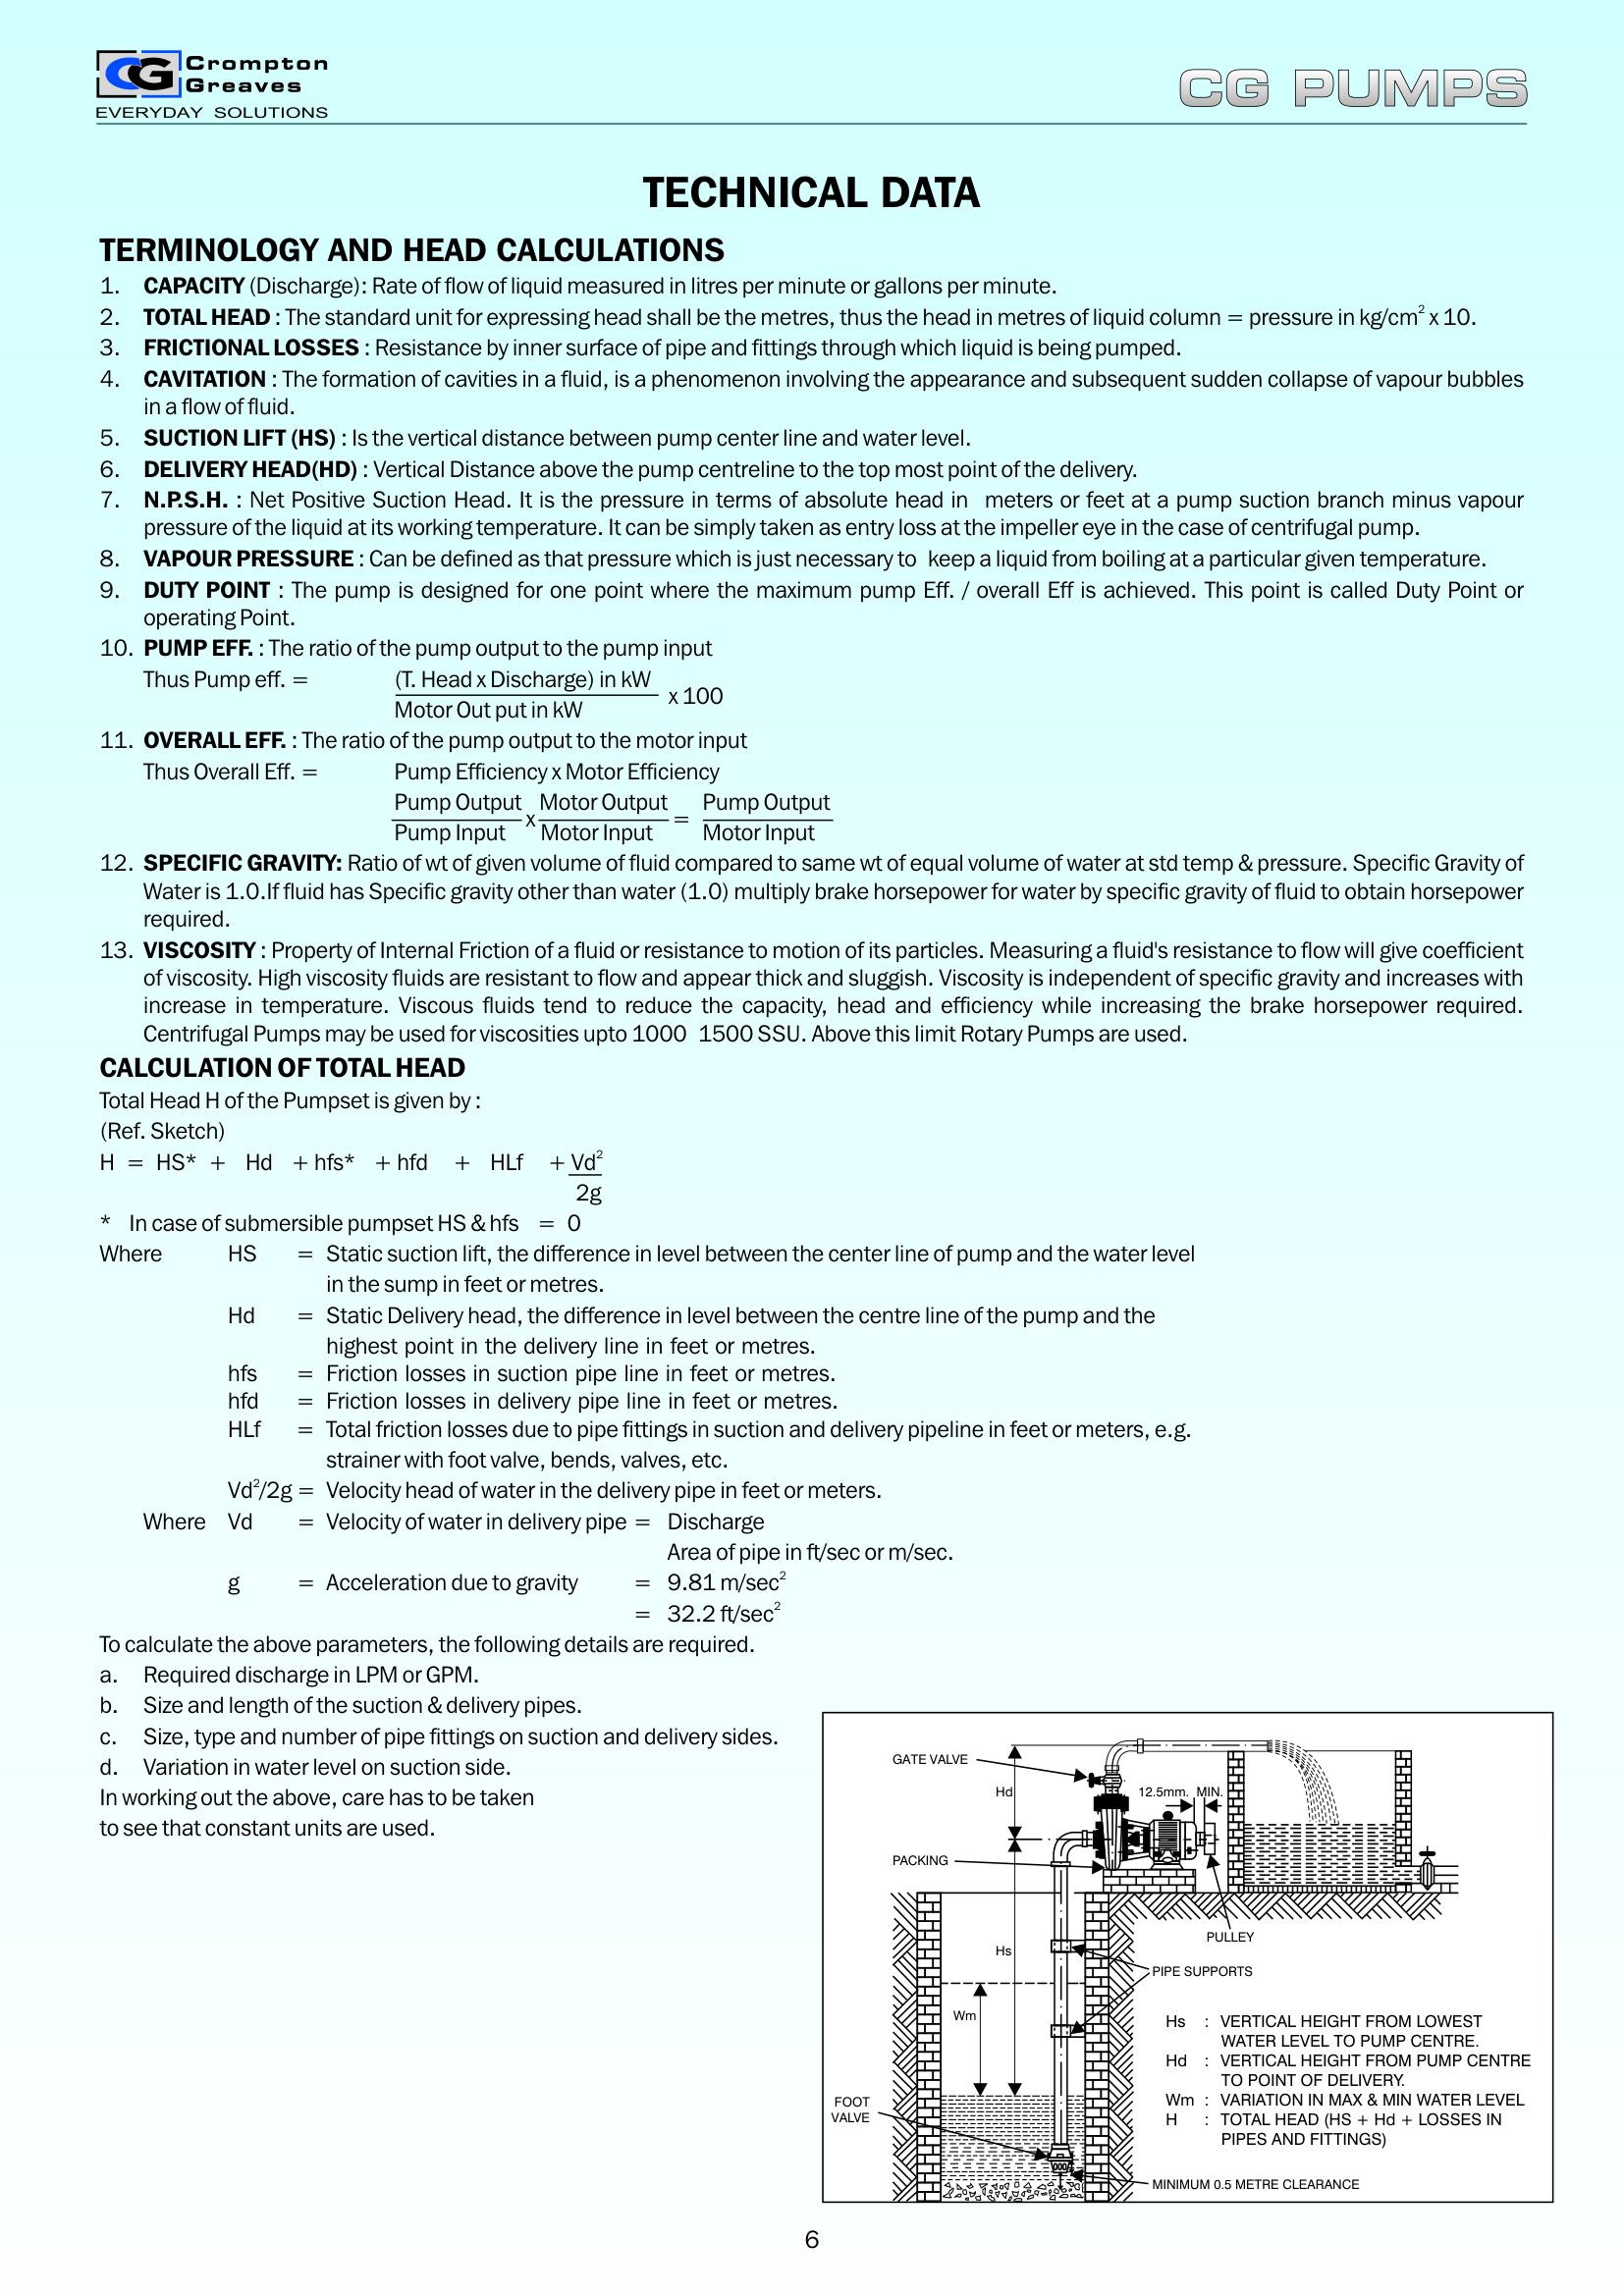 CG Crompton
Greaves
EVERYDAY SOLUTIONS
CG PUMPS
TECHNICAL DATA
TERMINOLOGY AND HEAD CALCULATIONS
1. CAPACITY (Discharge): Rate of flow of liquid measured in litres per minute or gallons per minute.
2. TOTAL HEAD : The standard unit for expressing head shall be the metres, thus the head in metres of liquid column = pressure in kg/cm² x 10.
3. FRICTIONAL LOSSES : Resistance by inner surface of pipe and fittings through which liquid is being pumped.
4. CAVITATION : The formation of cavities in a fluid, is a phenomenon involving the appearance and subsequent sudden collapse of vapour bubbles
in a flow of fluid.
5. SUCTION LIFT (HS) : Is the vertical distance between pump center line and water level.
6. DELIVERY HEAD(HD) : Vertical Distance above the pump centreline to the top most point of the delivery.
7. N.P.S.H. : Net Positive Suction Head. It is the pressure in terms of absolute head in meters or feet at a pump suction branch minus vapour
pressure of the liquid at its working temperature. It can be simply taken as entry loss at the impeller eye in the case of centrifugal pump.
8. VAPOUR PRESSURE : Can be defined as that pressure which is just necessary to keep a liquid from boiling at a particular given temperature.
9. DUTY POINT : The pump is designed for one point where the maximum pump Eff. / overall Eff is achieved. This point is called Duty Point or
operating Point.
10. PUMP EFF. : The ratio of the pump output to the pump input
Thus Pump eff. = (T. Head x Discharge) in kW
x 100
Motor Out put in kW
11. OVERALL EFF. : The ratio of the pump output to the motor input
Thus Overall Eff. = Pump Efficiency x Motor Efficiency
Pump Output x Motor Output = Pump Output
Pump Input Motor Input Motor Input
12. SPECIFIC GRAVITY: Ratio of wt of given volume of fluid compared to same wt of equal volume of water at std temp & pressure. Specific Gravity of
Water is 1.0.If fluid has Specific gravity other than water (1.0) multiply brake horsepower for water by specific gravity of fluid to obtain horsepower
required.
13. VISCOSITY : Property of Internal Friction of a fluid or resistance to motion of its particles. Measuring a fluid's resistance to flow will give coefficient
of viscosity. High viscosity fluids are resistant to flow and appear thick and sluggish. Viscosity is independent of specific gravity and increases with
increase in temperature. Viscous fluids tend to reduce the capacity, head and efficiency while increasing the brake horsepower required.
Centrifugal Pumps may be used for viscosities upto 1000 1500 SSU. Above this limit Rotary Pumps are used.
CALCULATION OF TOTAL HEAD
Total Head H of the Pumpset is given by :
(Ref. Sketch)
H = HS* + Hd + hfs* + hfd + HLf + Vd²
2g
* In case of submersible pumpset HS & hfs = 0
Where HS = Static suction lift, the difference in level between the center line of pump and the water level
in the sump in feet or metres.
Hd = Static Delivery head, the difference in level between the centre line of the pump and the
highest point in the delivery line in feet or metres.
hfs = Friction losses in suction pipe line in feet or metres.
hfd = Friction losses in delivery pipe line in feet or metres.
HLf = Total friction losses due to pipe fittings in suction and delivery pipeline in feet or meters, e.g.
strainer with foot valve, bends, valves, etc.
Vd²/2g = Velocity head of water in the delivery pipe in feet or meters.
Where Vd = Velocity of water in delivery pipe = Discharge
Area of pipe in ft/sec or m/sec.
g = Acceleration due to gravity = 9.81 m/sec²
= 32.2 ft/sec²
To calculate the above parameters, the following details are required.
a. Required discharge in LPM or GPM.
b. Size and length of the suction & delivery pipes.
c. Size, type and number of pipe fittings on suction and delivery sides.
d. Variation in water level on suction side.
In working out the above, care has to be taken
to see that constant units are used.
GATE VALVE
Hd
12.5mm. MIN.
PACKING
PULLEY
Hs
PIPE SUPPORTS
Wm
FOOT
VALVE
Hs : VERTICAL HEIGHT FROM LOWEST
WATER LEVEL TO PUMP CENTRE.
Hd : VERTICAL HEIGHT FROM PUMP CENTRE
TO POINT OF DELIVERY.
Wm : VARIATION IN MAX & MIN WATER LEVEL
H : TOTAL HEAD (HS + Hd + LOSSES IN
PIPES AND FITTINGS)
MINIMUM 0.5 METRE CLEARANCE
6